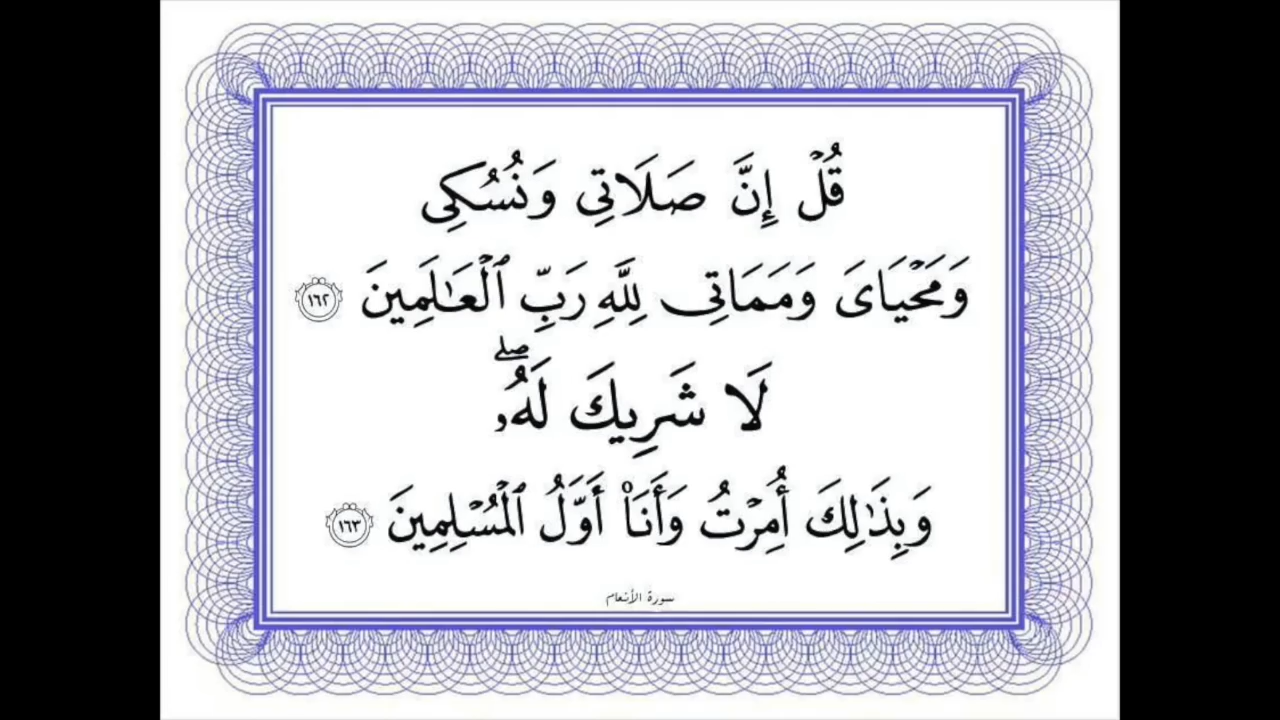 قُلۡ إِنَّ صَلَاتِي وَنُسُكِي
وَمَحۡيَايَ وَمَمَاتِي لِلَّهِ رَبِّ ٱلۡعَٰلَمِينَ ١٦٢
لَا شَرِيكَ لَهُۥۖ
وَبِذَٰلِكَ أُمِرۡتُ وَأَنَا۠ أَوَّلُ ٱلۡمُسۡلِمِينَ ١٦٣
سورة الأنعام